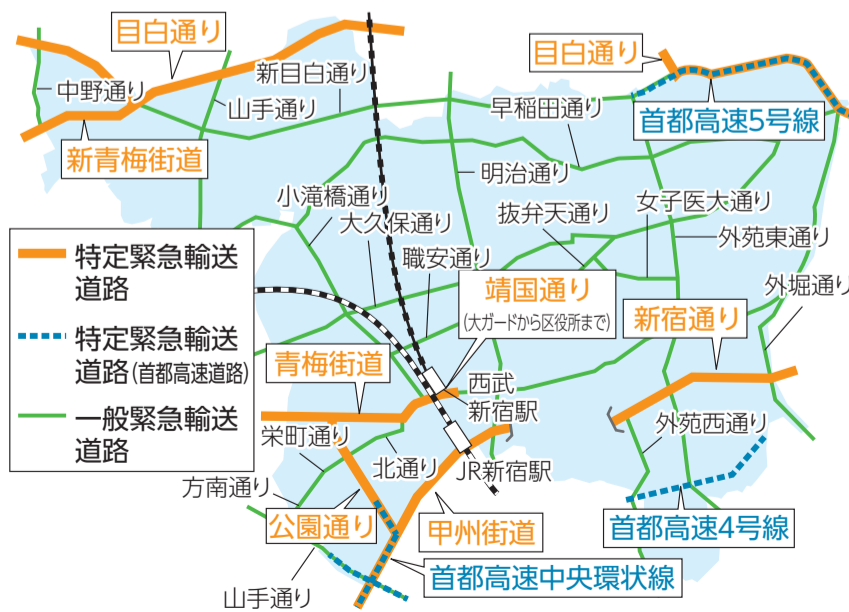 目白通り
目白通り
中野通り
新目白通り
山手通り
早稲田通り
首都高速5号線
新青梅街道
明治通り
小滝橋通り
大久保通り
抜弁天通り
女子医大通り
外苑東通り
職安通り
特定緊急輸送
道路
特定緊急輸送
道路(首都高速道路)
一般緊急輸送
道路
靖国通り
(大ガードから区役所まで)
外堀通り
新宿通り
青梅街道
西武
新宿駅
栄町通り
外苑西通り
北通り
JR新宿駅
方南通り
公園通り
甲州街道
首都高速4号線
首都高速中央環状線
山手通り